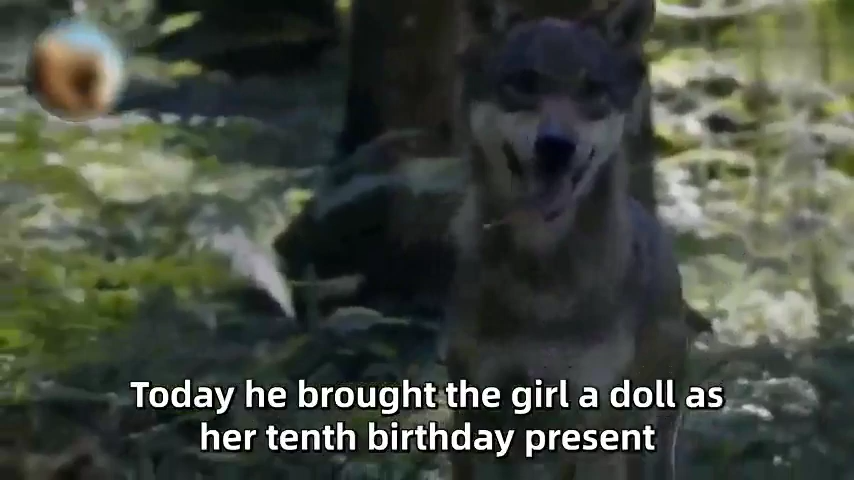 Today he brought the girl a doll as
her tenth birthday present